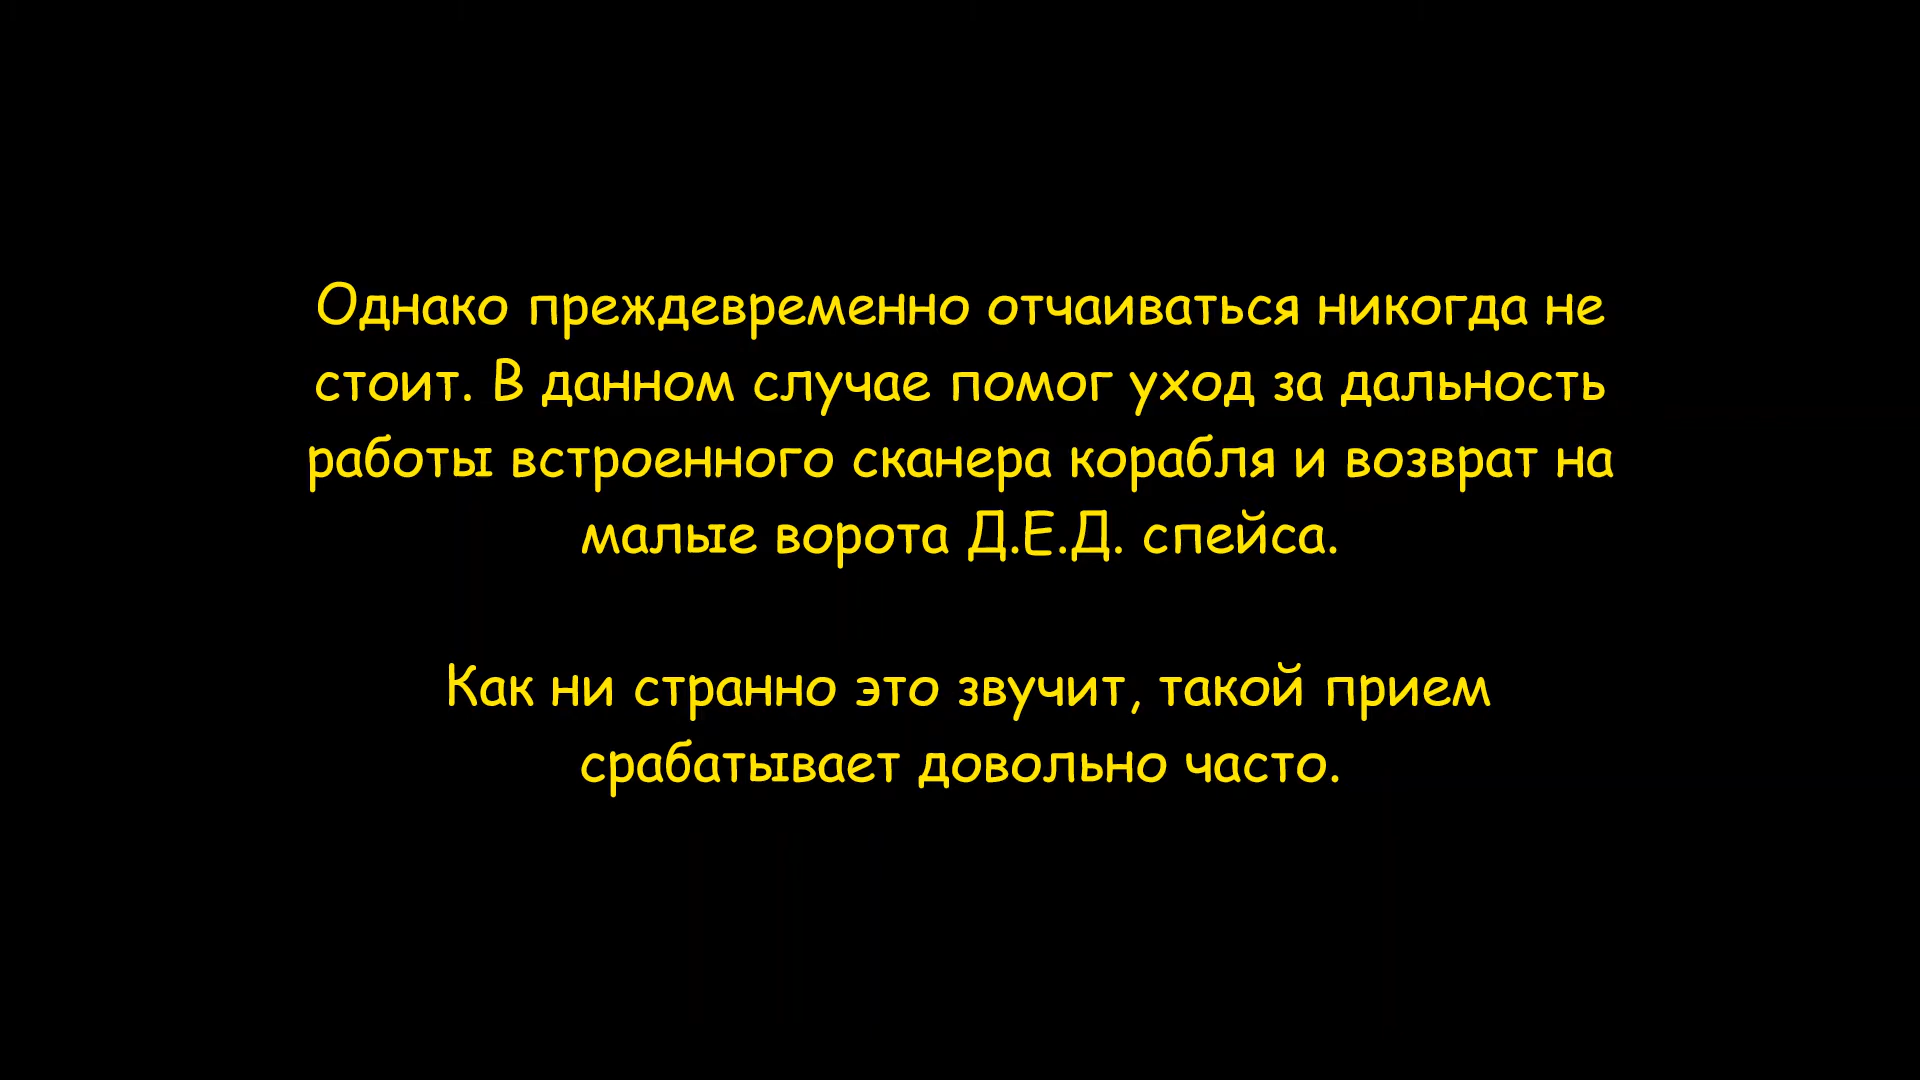 Однако преждевременно отчаиваться никогда не
стоит. В данном случае помог уход за дальность
работы встроенного сканера корабля и возврат на
малые ворота Д.Е.Д. спейса.
Как ни странно это звучит, такой прием
срабатывает довольно часто.